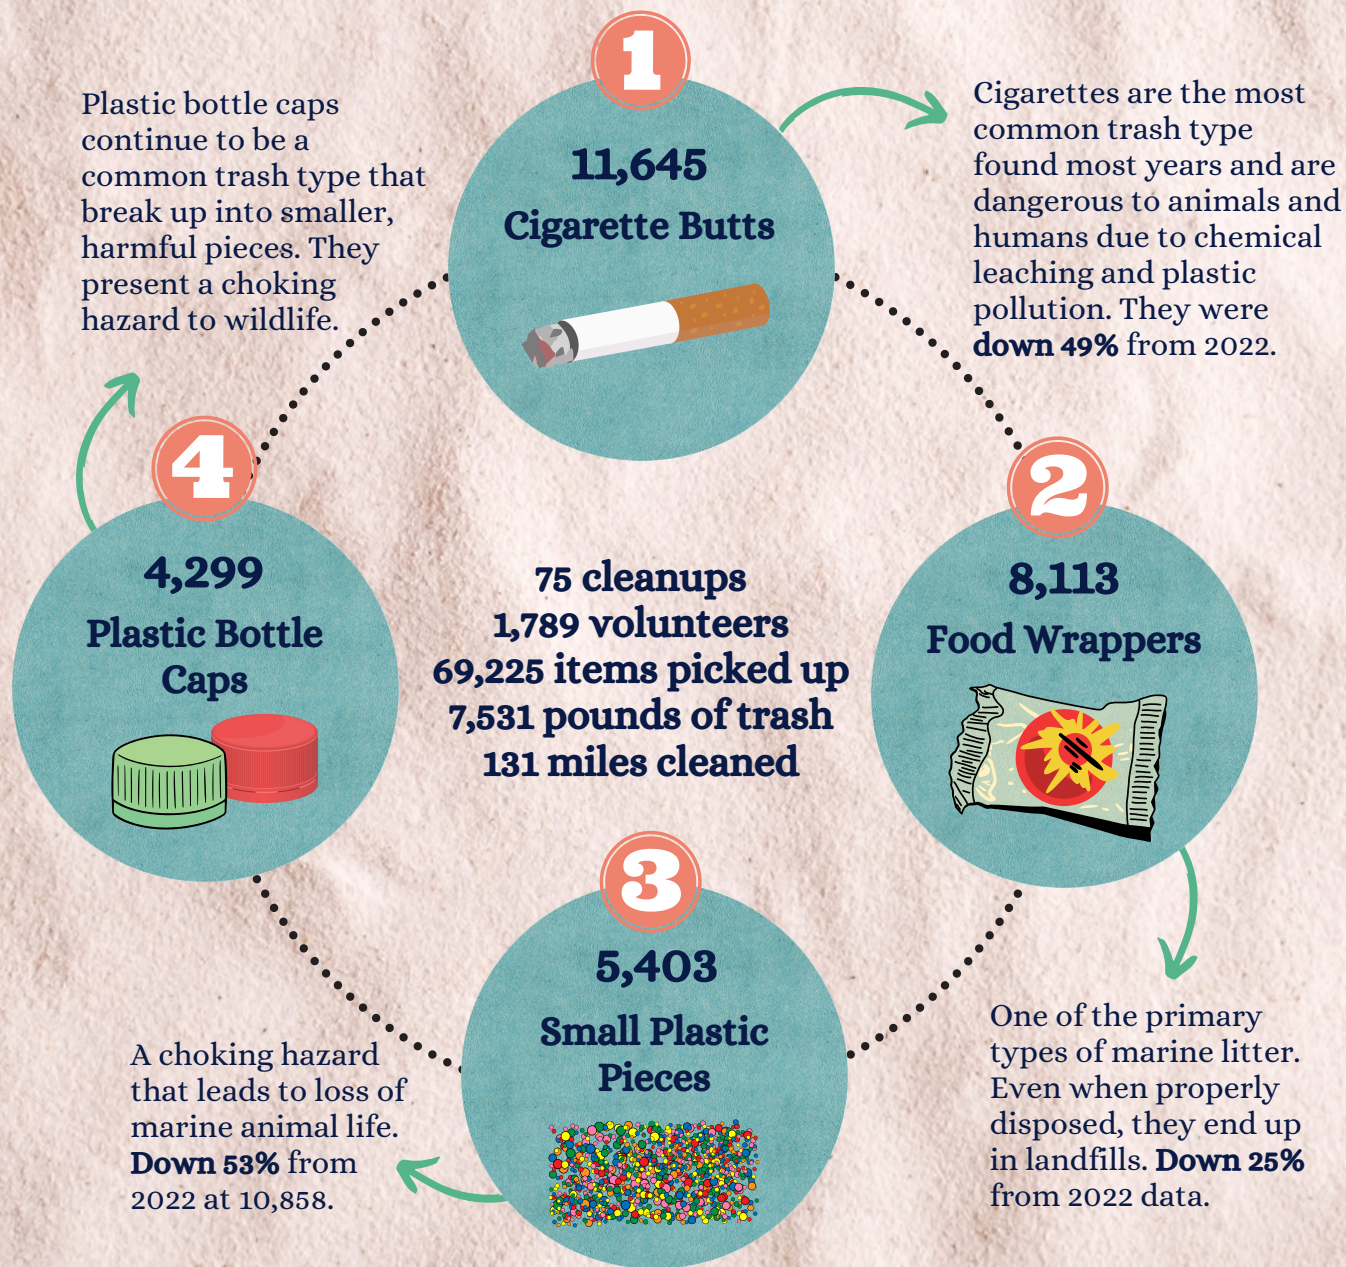 1
11,645
Cigarette Butts
Cigarettes are the most
common trash type
found most years and are
dangerous to animals and
humans due to chemical
leaching and plastic
pollution. They were
down 49% from 2022.
2
8,113
Food Wrappers
One of the primary
types of marine litter.
Even when properly
disposed, they end up
in landfills. Down 25%
from 2022 data.
3
5,403
Small Plastic
Pieces
A choking hazard
that leads to loss of
marine animal life.
Down 53% from
2022 at 10,858.
4
4,299
Plastic Bottle
Caps
Plastic bottle caps
continue to be a
common trash type that
break up into smaller,
harmful pieces. They
present a choking
hazard to wildlife.
75 cleanups
1,789 volunteers
69,225 items picked up
7,531 pounds of trash
131 miles cleaned